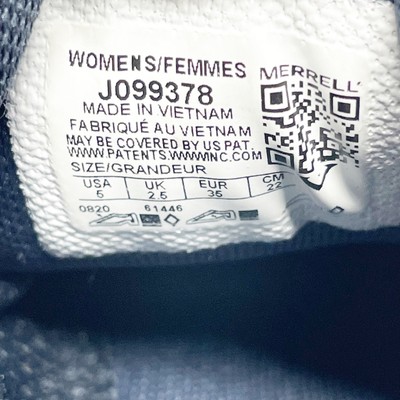 WOMENS/FEMMES
MERRELL
J099378
MADE IN VIETNAM
FABRIQUÉ AU VIETNAM
MAY BE COVERED BY US PAT.
WWW.PATENTS.WWWMNC.COM
SIZE/GRANDEUR
USA UK EUR CM
5 2.5 35 22
0820 61446